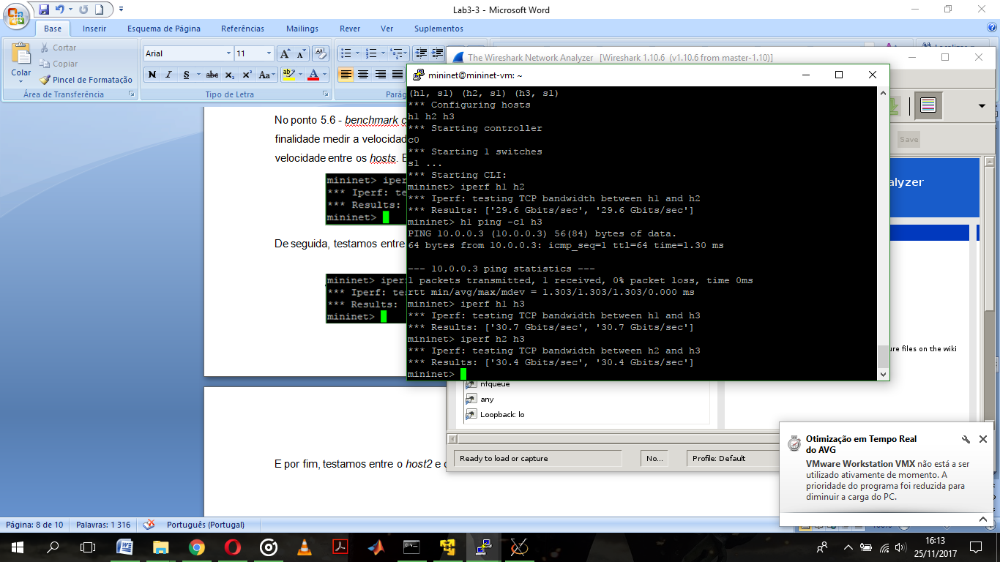 Lab3-3 - Microsoft Word
Base Inserir Esquema de Página Referências Mailings Rever Ver Suplementos
Colar
Cortar
Copiar
Pincel de Formatação
Área de Transferência
Arial 11
N I S abc x₂ x² Aa
Tipo de Letra
Parág
The Wireshark Network Analyzer [Wireshark 1.10.6 (v1.10.6 from master-1.10)]
Save
alyzer
ure files on the wiki
nfqueue
any
Loopback: lo
Ready to load or capture No... Profile: Default
No ponto 5.6 - benchmark c
finalidade medir a velocidad
velocidade entre os hosts. E
mininet> ipe
*** Iperf: te
*** Results:
mininet>
De seguida, testamos entre
mininet> iper
*** Iperf: te
*** Results:
mininet>
E por fim, testamos entre o host2 e o
mininet@mininet-vm: ~
(h1, s1) (h2, s1) (h3, s1)
*** Configuring hosts
h1 h2 h3
*** Starting controller
c0
*** Starting 1 switches
s1 ...
*** Starting CLI:
mininet> iperf h1 h2
*** Iperf: testing TCP bandwidth between h1 and h2
*** Results: ['29.6 Gbits/sec', '29.6 Gbits/sec']
mininet> h1 ping -c1 h3
PING 10.0.0.3 (10.0.0.3) 56(84) bytes of data.
64 bytes from 10.0.0.3: icmp_seq=1 ttl=64 time=1.30 ms
--- 10.0.0.3 ping statistics ---
1 packets transmitted, 1 received, 0% packet loss, time 0ms
rtt min/avg/max/mdev = 1.303/1.303/1.303/0.000 ms
mininet> iperf h1 h3
*** Iperf: testing TCP bandwidth between h1 and h3
*** Results: ['30.7 Gbits/sec', '30.7 Gbits/sec']
mininet> iperf h2 h3
*** Iperf: testing TCP bandwidth between h2 and h3
*** Results: ['30.4 Gbits/sec', '30.4 Gbits/sec']
mininet>
Otimização em Tempo Real
do AVG
VMware Workstation VMX não está a ser
utilizado ativamente de momento. A
prioridade do programa foi reduzida para
diminuir a carga do PC.
Página: 8 de 10 Palavras: 1 316 Português (Portugal)
16:13
25/11/2017